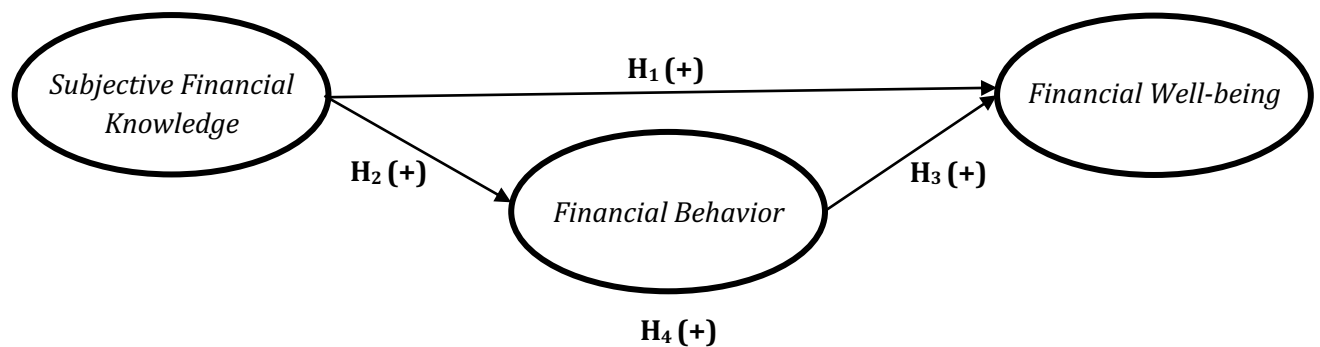 Subjective Financial
Knowledge
H₁ (+)
Financial Well-being
H₂ (+)
H₃ (+)
Financial Behavior
H₄ (+)